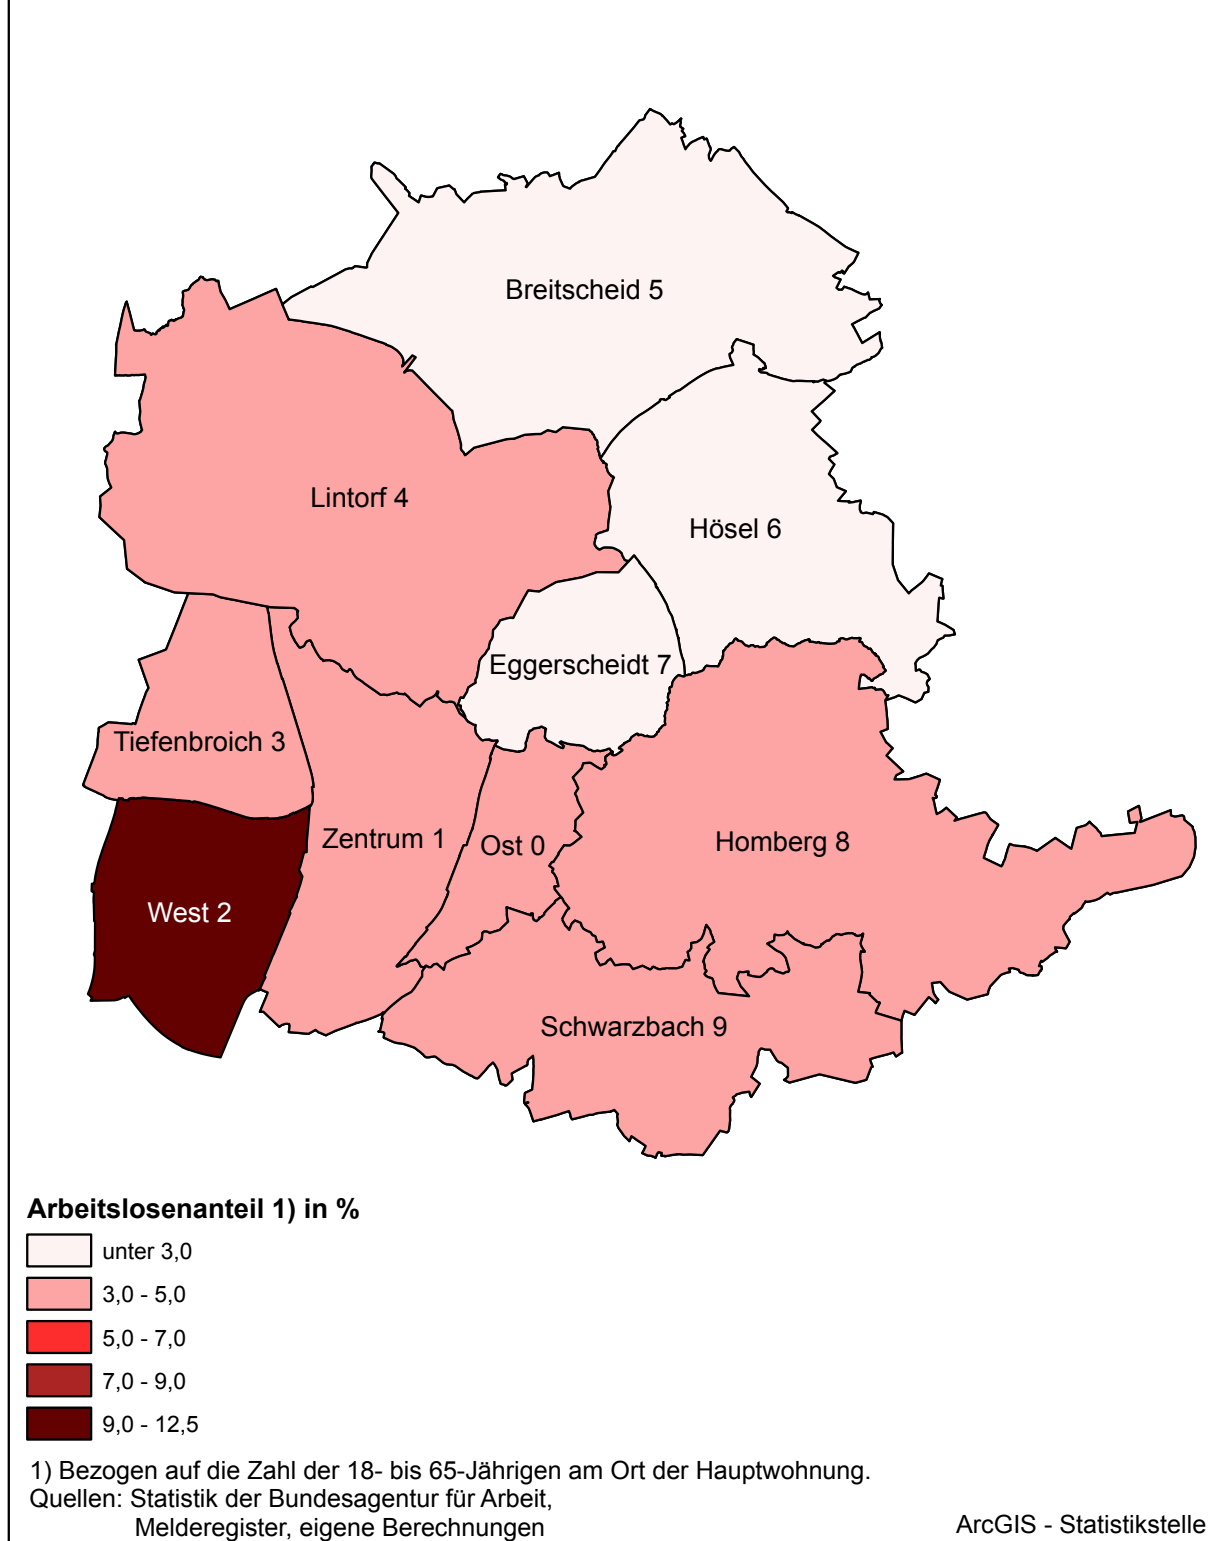 Breitscheid 5
Lintorf 4
Hösel 6
Eggerscheidt 7
Tiefenbroich 3
Zentrum 1
Ost 0
Homberg 8
West 2
Schwarzbach 9
Arbeitslosenanteil 1) in %
unter 3,0
3,0 - 5,0
5,0 - 7,0
7,0 - 9,0
9,0 - 12,5
1) Bezogen auf die Zahl der 18- bis 65-Jährigen am Ort der Hauptwohnung.
Quellen: Statistik der Bundesagentur für Arbeit,
Melderegister, eigene Berechnungen
ArcGIS - Statistikstelle